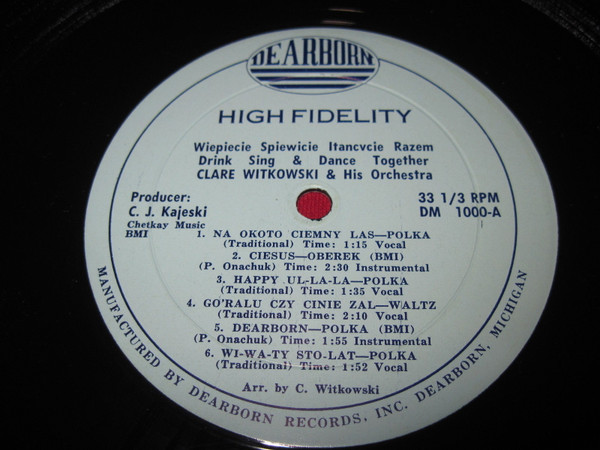 DEARBORN
HIGH FIDELITY
Wiepiecie Spiewicie Itancvcie Razem
Drink Sing & Dance Together
CLARE WITKOWSKI & His Orchestra
Producer:
C. J. Kajeski
Chetkay Music
BMI
33 1/3 RPM
DM 1000-A
1. NA OKOTO CIEMNY LAS—POLKA
(Traditional) Time: 1:15 Vocal
2. CIESUS—OBEREK (BMI)
(P. Onachuk) Time: 2:30 Instrumental
3. HAPPY UL-LA-LA—POLKA
(Traditional) Time: 1:35 Vocal
4. GO'RALU CZY CINIE ZAL—WALTZ
(Traditional) Time: 2:10 Vocal
5. DEARBORN—POLKA (BMI)
(P. Onachuk) Time: 1:55 Instrumental
6. WI-WA-TY STO-LAT—POLKA
(Traditional) Time: 1:52 Vocal
Arr. by C. Witkowski
MANUFACTURED BY DEARBORN RECORDS, INC. DEARBORN, MICHIGAN